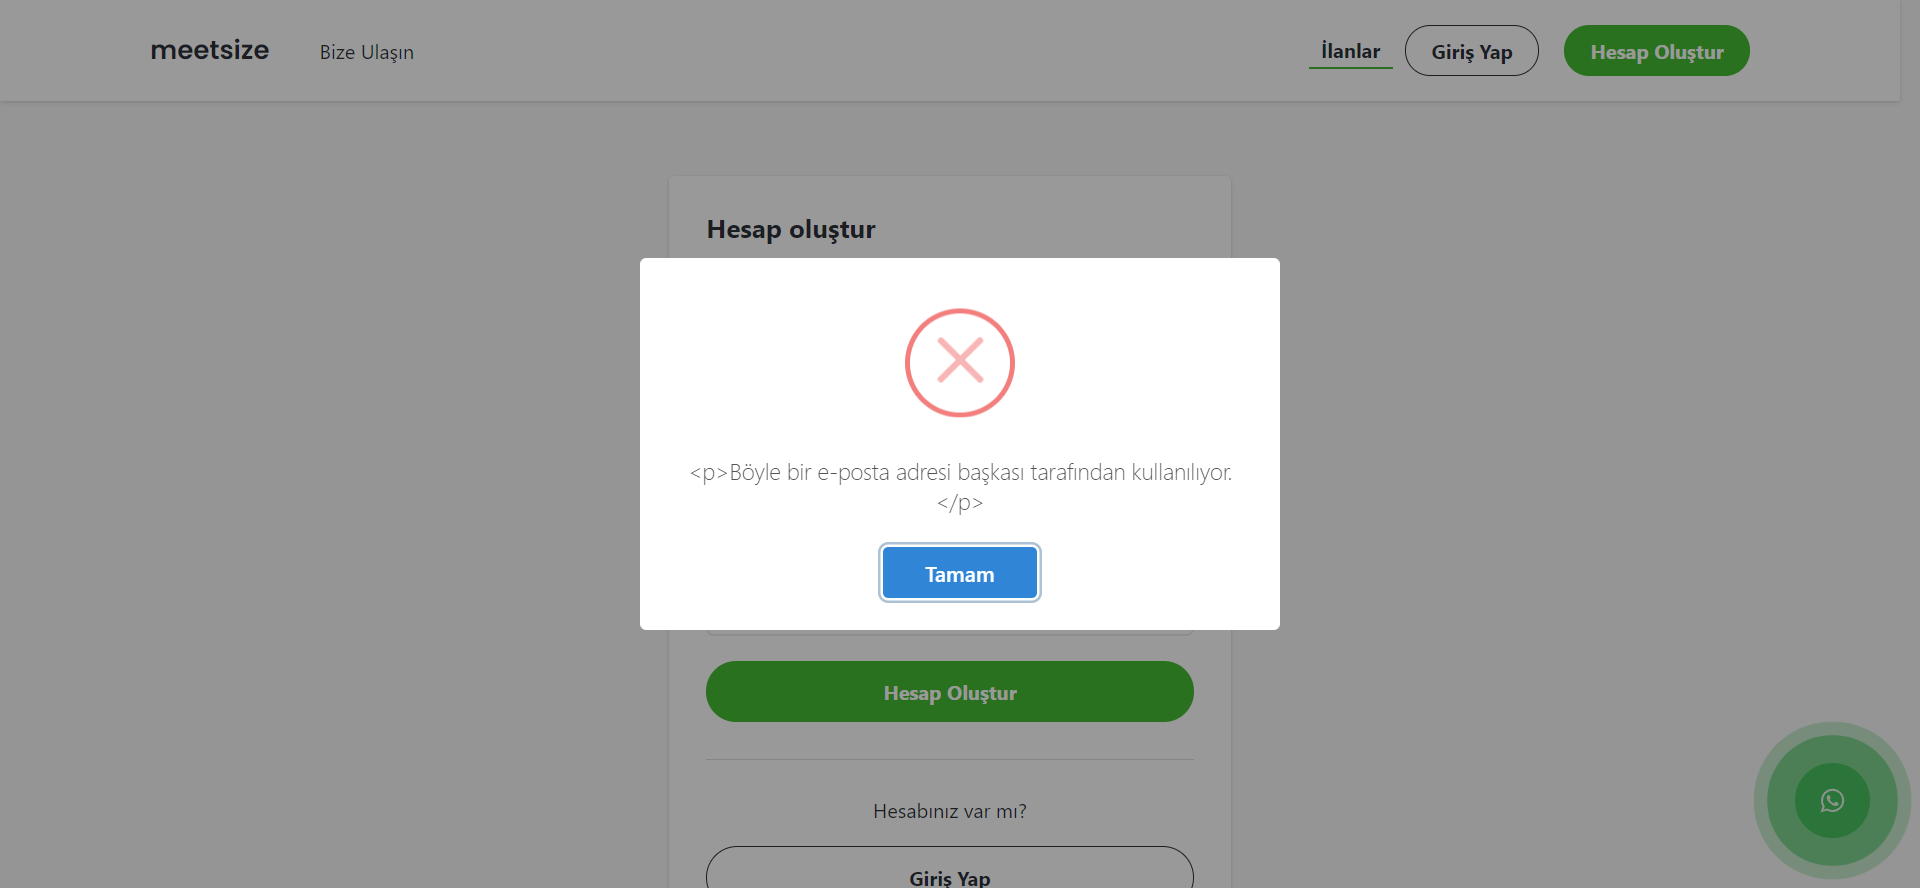 meetsize
Bize Ulaşın
İlanlar
Giriş Yap
Hesap Oluştur
Hesap oluştur
<p>Böyle bir e-posta adresi başkası tarafından kullanılıyor.
</p>
Tamam
Hesap Oluştur
Hesabınız var mı?
Giriş Yap